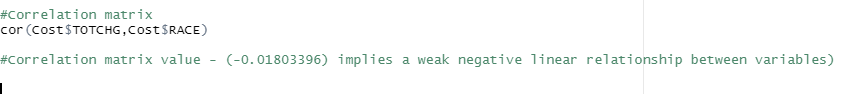 #Correlation matrix
cor(Cost$TOTCHG,Cost$RACE)
#Correlation matrix value - (-0.01803396) implies a weak negative linear relationship between variables)